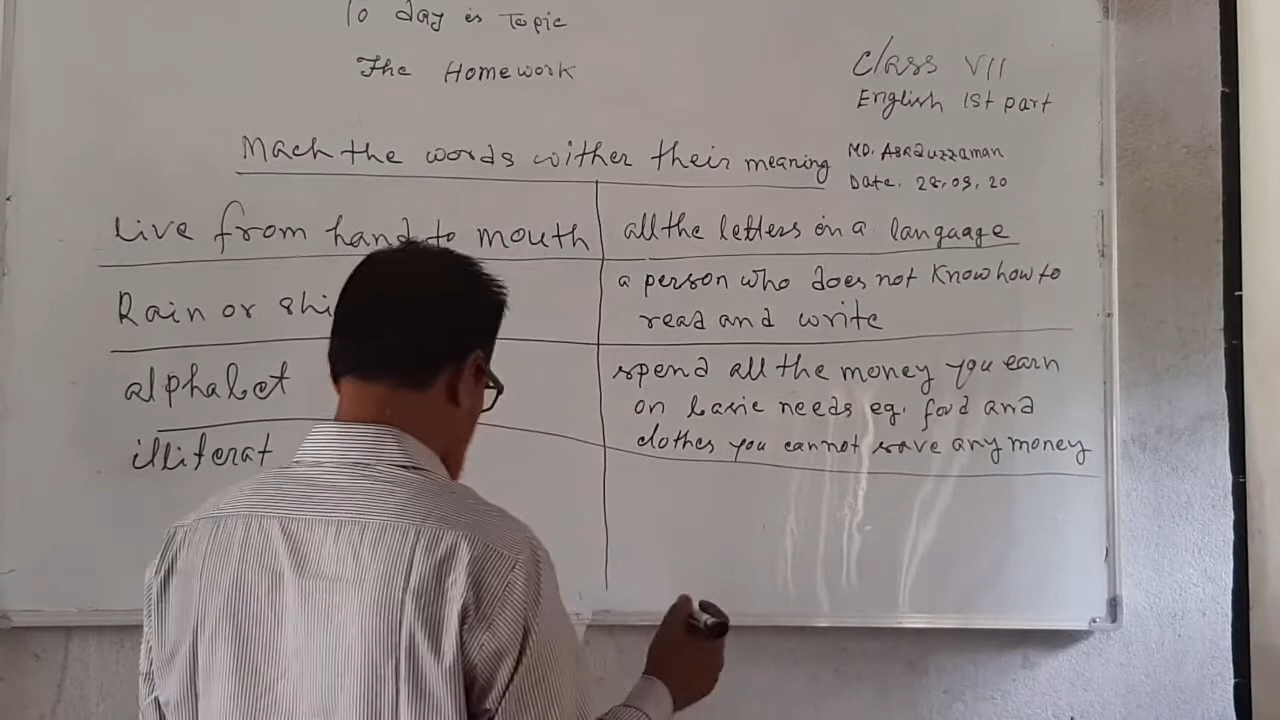 To day is Topic
The Homework
Class VII
English 1st part
Mach the words wither their meaning
MD. Asaduzzaman
Date. 28.09.20
Live from hand to mouth
all the letters in a language
Rain or shi
a person who does not know how to
read and write
alphabet
spend all the money you earn
on basic needs eg. food and
clothes you cannot save any money
illiterat